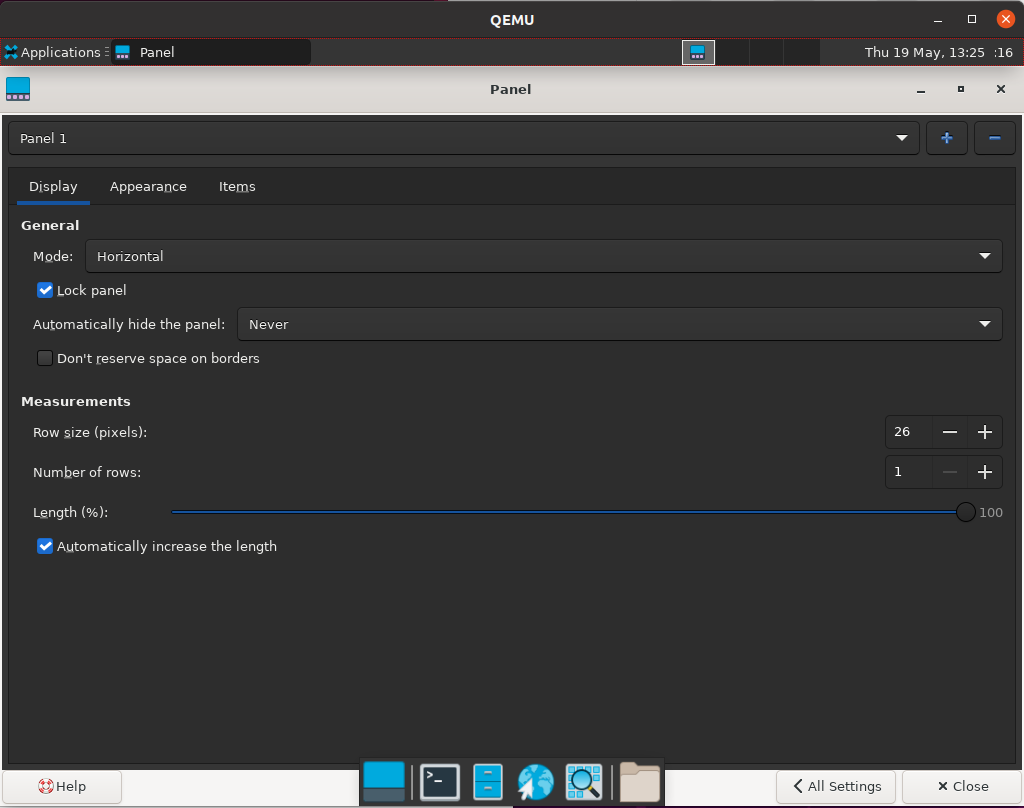 QEMU
Applications Panel Thu 19 May, 13:25 :16
Panel
Panel 1
Display Appearance Items
General
Mode: Horizontal
Lock panel
Automatically hide the panel: Never
Don't reserve space on borders
Measurements
Row size (pixels): 26
Number of rows: 1
Length (%): 100
Automatically increase the length
Help All Settings Close